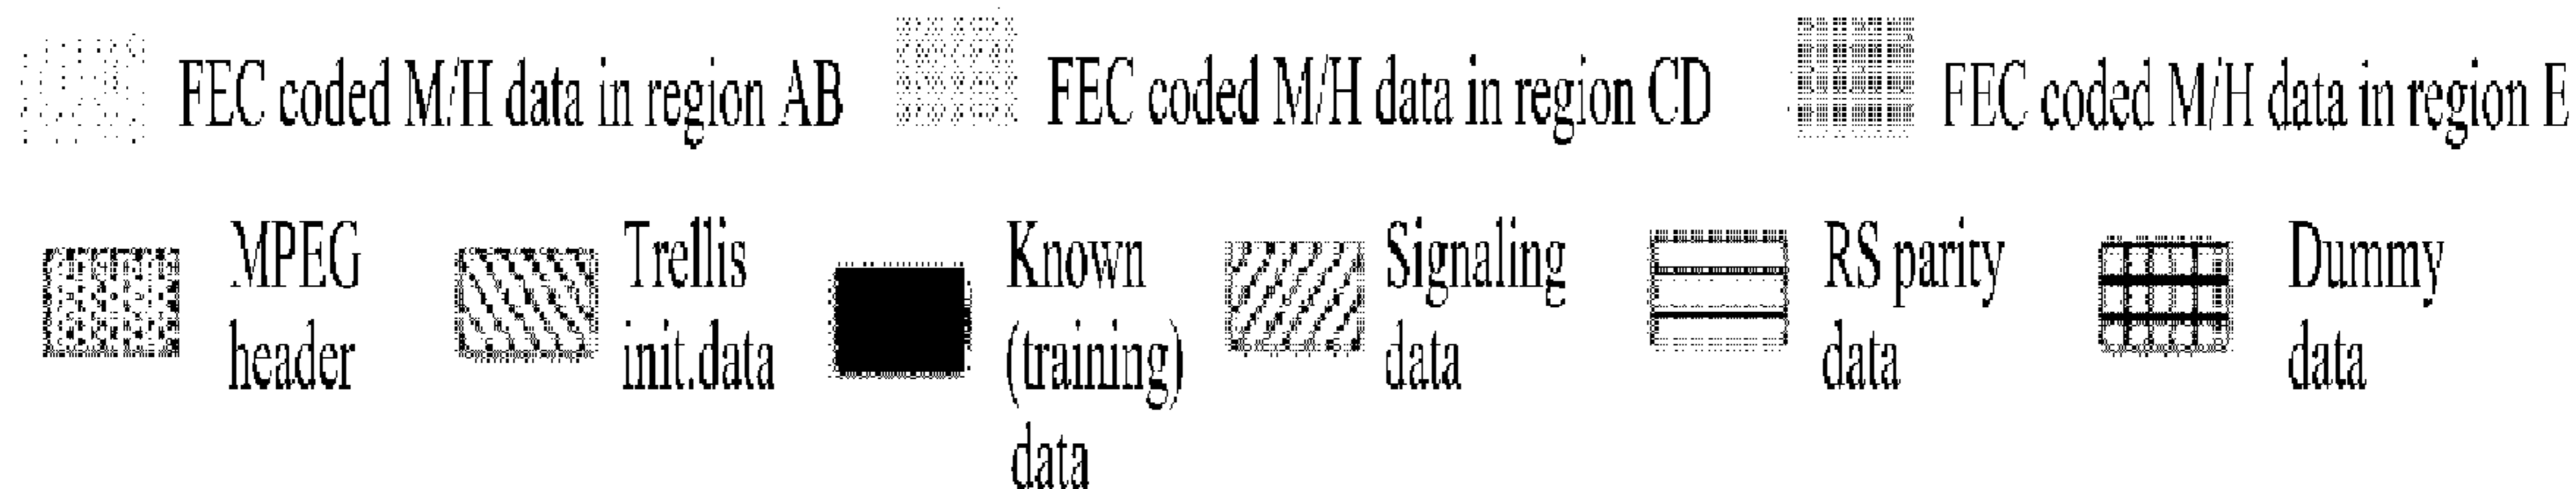 FEC coded M/H data in region AB
FEC coded M/H data in region CD
FEC coded M/H data in region E
MPEG
header
Trellis
init.data
Known
(training)
data
Signaling
data
RS parity
data
Dummy
data